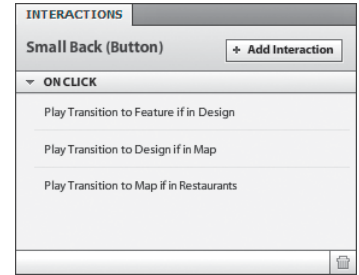 INTERACTIONS
Small Back (Button)
+ Add Interaction
ON CLICK
Play Transition to Feature if in Design
Play Transition to Design if in Map
Play Transition to Map if in Restaurants